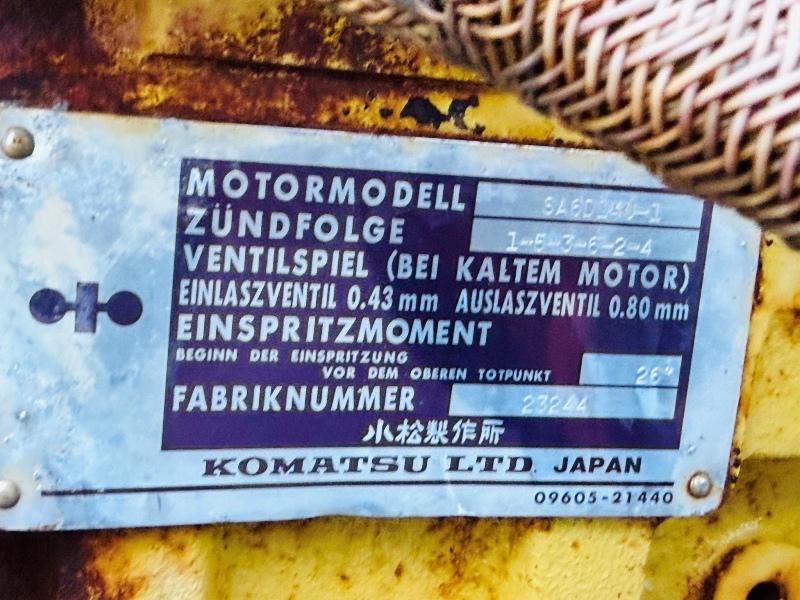 MOTORMODELL SA6D140-1
ZÜNDFOLGE 1-5-3-6-2-4
VENTILSPIEL (BEI KALTEM MOTOR)
EINLASZVENTIL 0.43 mm AUSLASZVENTIL 0.80 mm
EINSPRITZMOMENT
BEGINN DER EINSPRITZUNG
VOR DEM OBEREN TOTPUNKT 26°
FABRIKNUMMER 23244
小松製作所
KOMATSU LTD. JAPAN
09605-21440